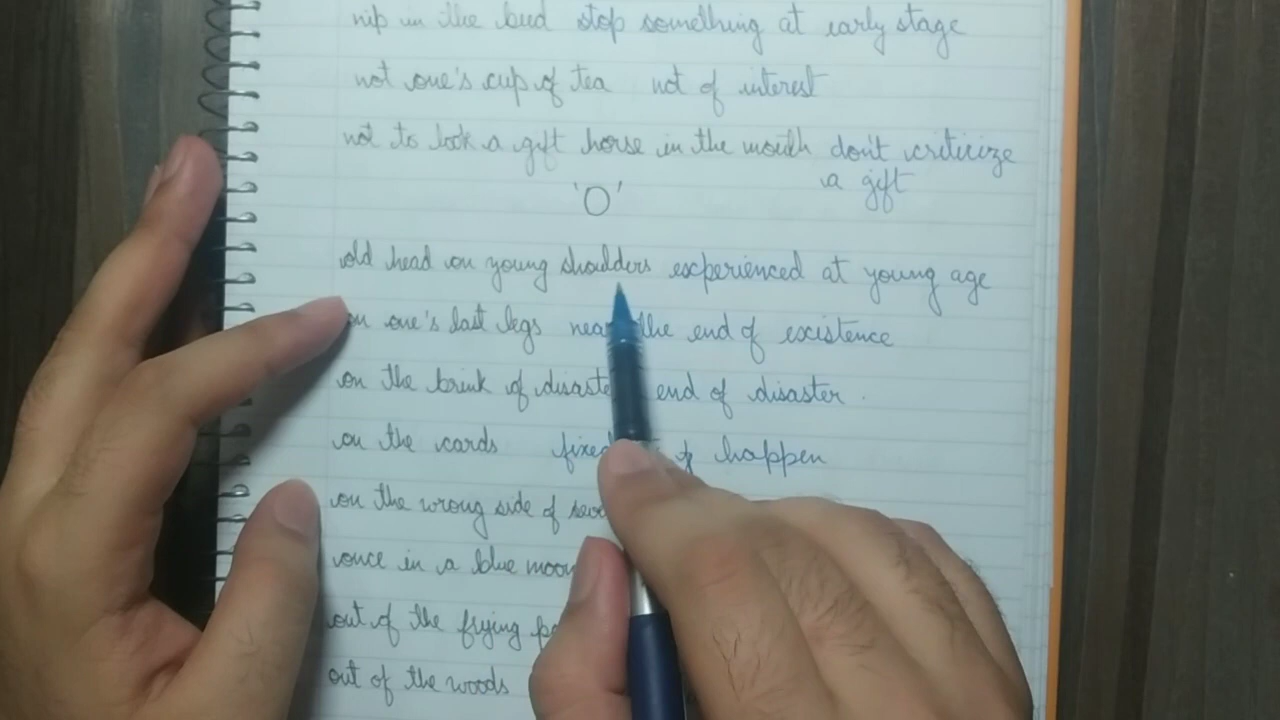 nip in the bud stop something at early stage
not one's cup of tea not of interest
not to look a gift horse in the mouth don't criticize
a gift
'O'
old head on young shoulders experienced at young age
on one's last legs near the end of existence
on the brink of disaster end of disaster.
on the cards fixed happen
on the wrong side of
once in a blue moon
out of the frying
out of the woods